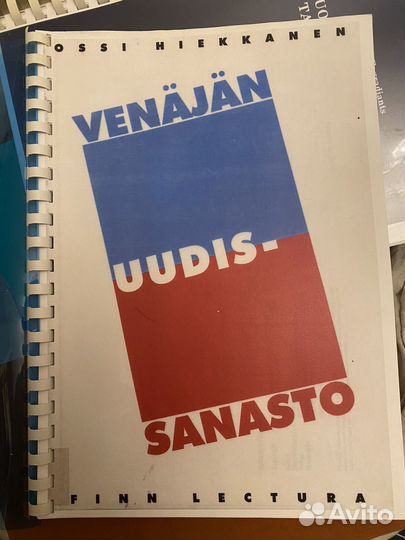 OSSI HIEKKANEN
VENÄJÄN
UUDIS-
SANASTO
FINN LECTURA
Avito